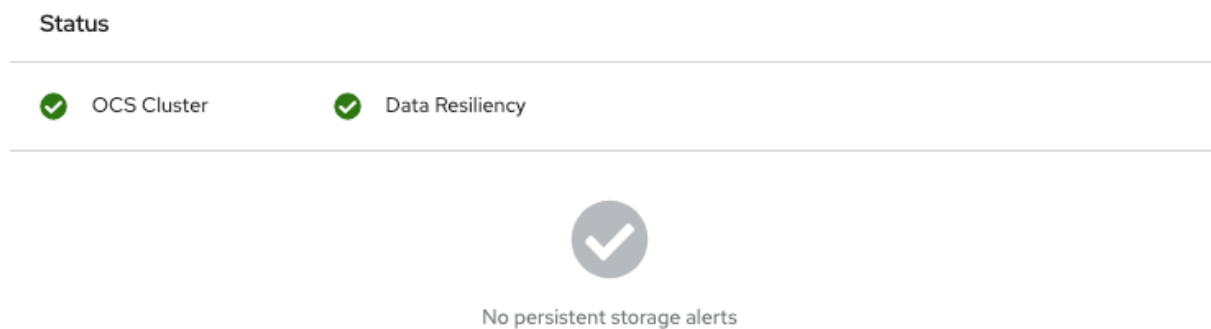 Status
OCS Cluster Data Resiliency
No persistent storage alerts